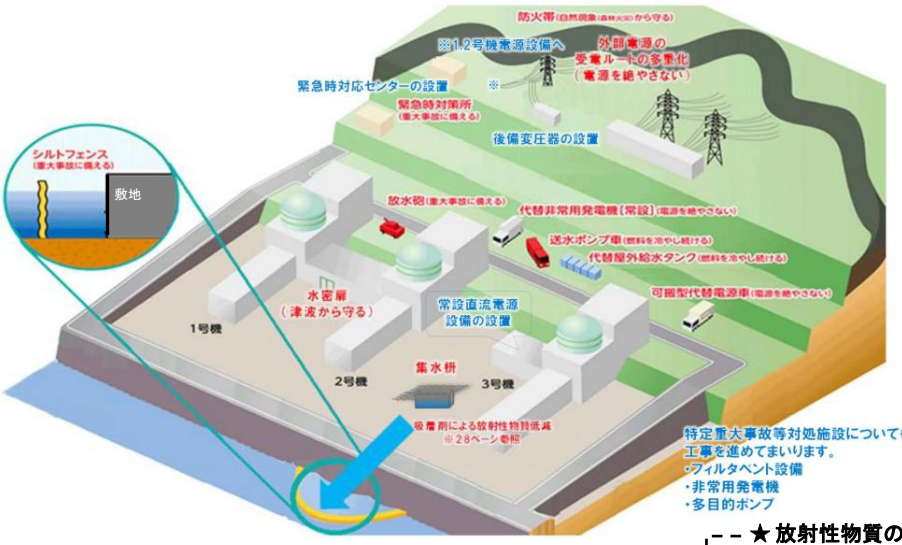 防火帯(自然現象(森林火災)から守る)
※1,2号機電源設備へ
外部電源の
受電ルートの多重化
(電源を絶やさない)
緊急時対応センターの設置
※
緊急時対策所
(重大事故に備える)
後備変圧器の設置
シルトフェンス
(重大事故に備える)
敷地
放水砲(重大事故に備える)
代替非常用発電機[常設](電源を絶やさない)
送水ポンプ車(燃料を冷やし続ける)
代替屋外給水タンク(燃料を冷やし続ける)
可搬型代替電源車(電源を絶やさない)
水密扉
(津波から守る)
常設直流電源
設備の設置
1号機
2号機
3号機
集水枡
吸着剤による放射性物質低減
※28ページ参照
特定重大事故等対処施設について
工事を進めてまいります。
・フィルタベント設備
・非常用発電機
・多目的ポンプ
★放射性物質の